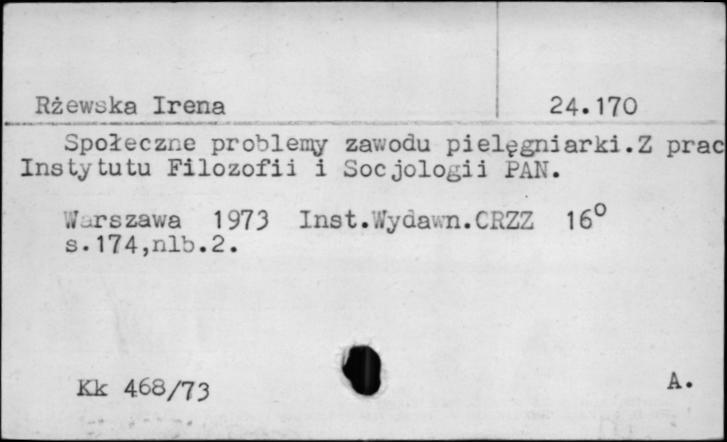 Rżewska Irena 24.170
Społeczne problemy zawodu pielęgniarki.Z prac
Instytutu Filozofii i Socjologii PAN.
Warszawa 1973 Inst.Wydawn.CRZZ 16°
s.174,nlb.2.
Kk 468/73 A.